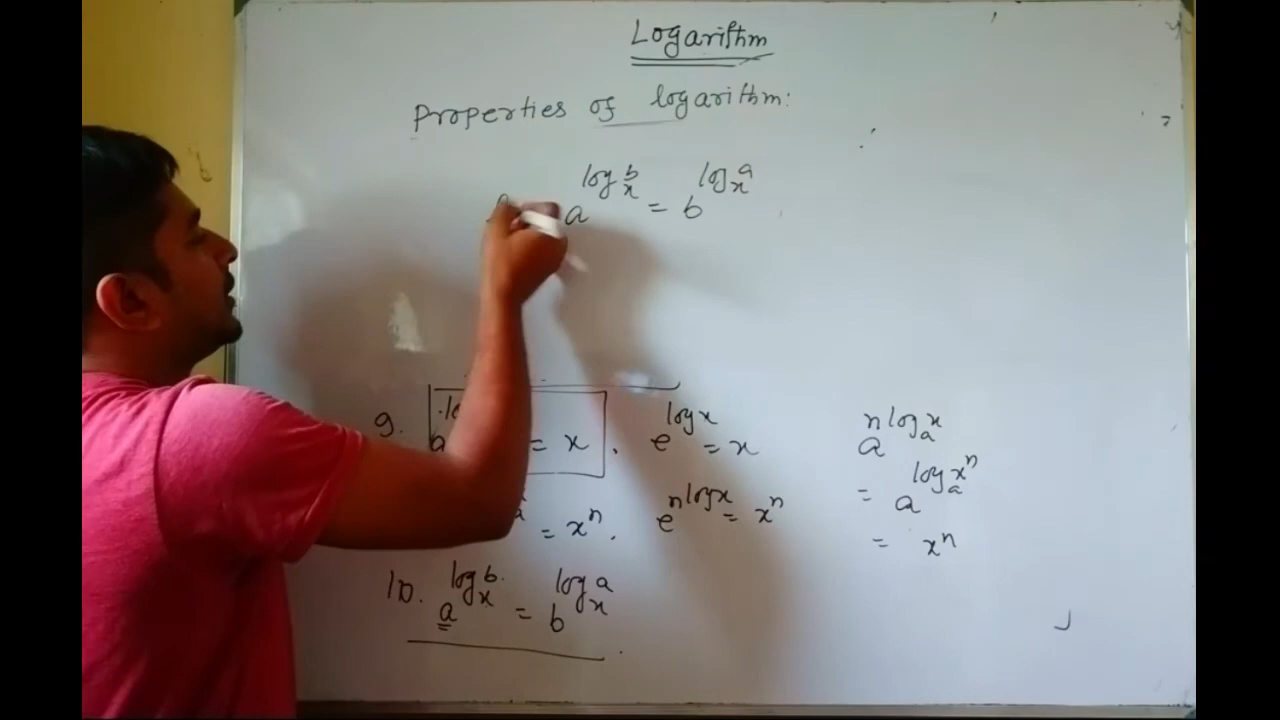 Logarithm
Properties of logarithm:
a^{log_x b} = b^{log_x a}
9. a = x . e^{log x} = x
= x^n . e^{n log x} = x^n
10. a^{log_x b} = b^{log_x a} .
a^{n log_a x}
= a^{log_a x^n}
= x^n